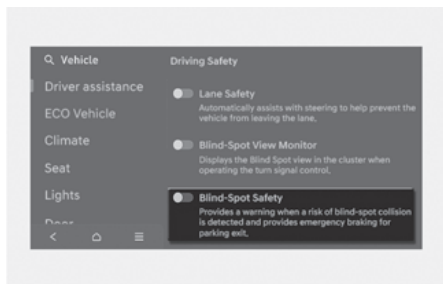 Vehicle
Driver assistance
ECO Vehicle
Climate
Seat
Lights
Door
Driving Safety
Lane Safety
Automatically assists with steering to help prevent the
vehicle from leaving the lane.
Blind-Spot View Monitor
Displays the Blind Spot view in the cluster when
operating the turn signal control.
Blind-Spot Safety
Provides a warning when a risk of blind-spot collision
is detected and provides emergency braking for
parking exit.